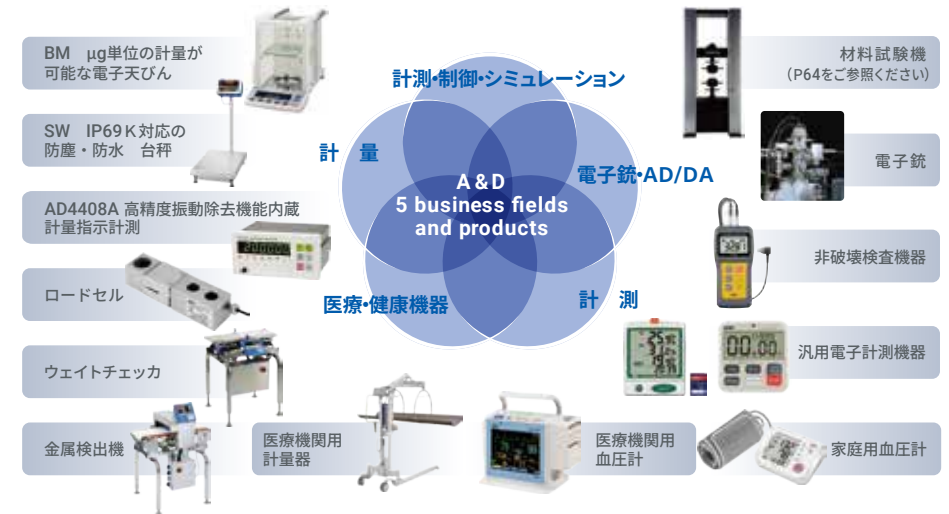 BM μg単位の計量が
可能な電子天びん
SW IP69K対応の
防塵・防水 台秤
AD4408A 高精度振動除去機能内蔵
計量指示計測
ロードセル
ウェイトチェッカ
金属検出機
医療機関用
計量器
計測・制御・シミュレーション
計 量
電子銃・AD/DA
A&D
5 business fields
and products
医療・健康機器
計 測
材料試験機
(P64をご参照ください)
電子銃
非破壊検査機器
汎用電子計測機器
医療機関用
血圧計
家庭用血圧計